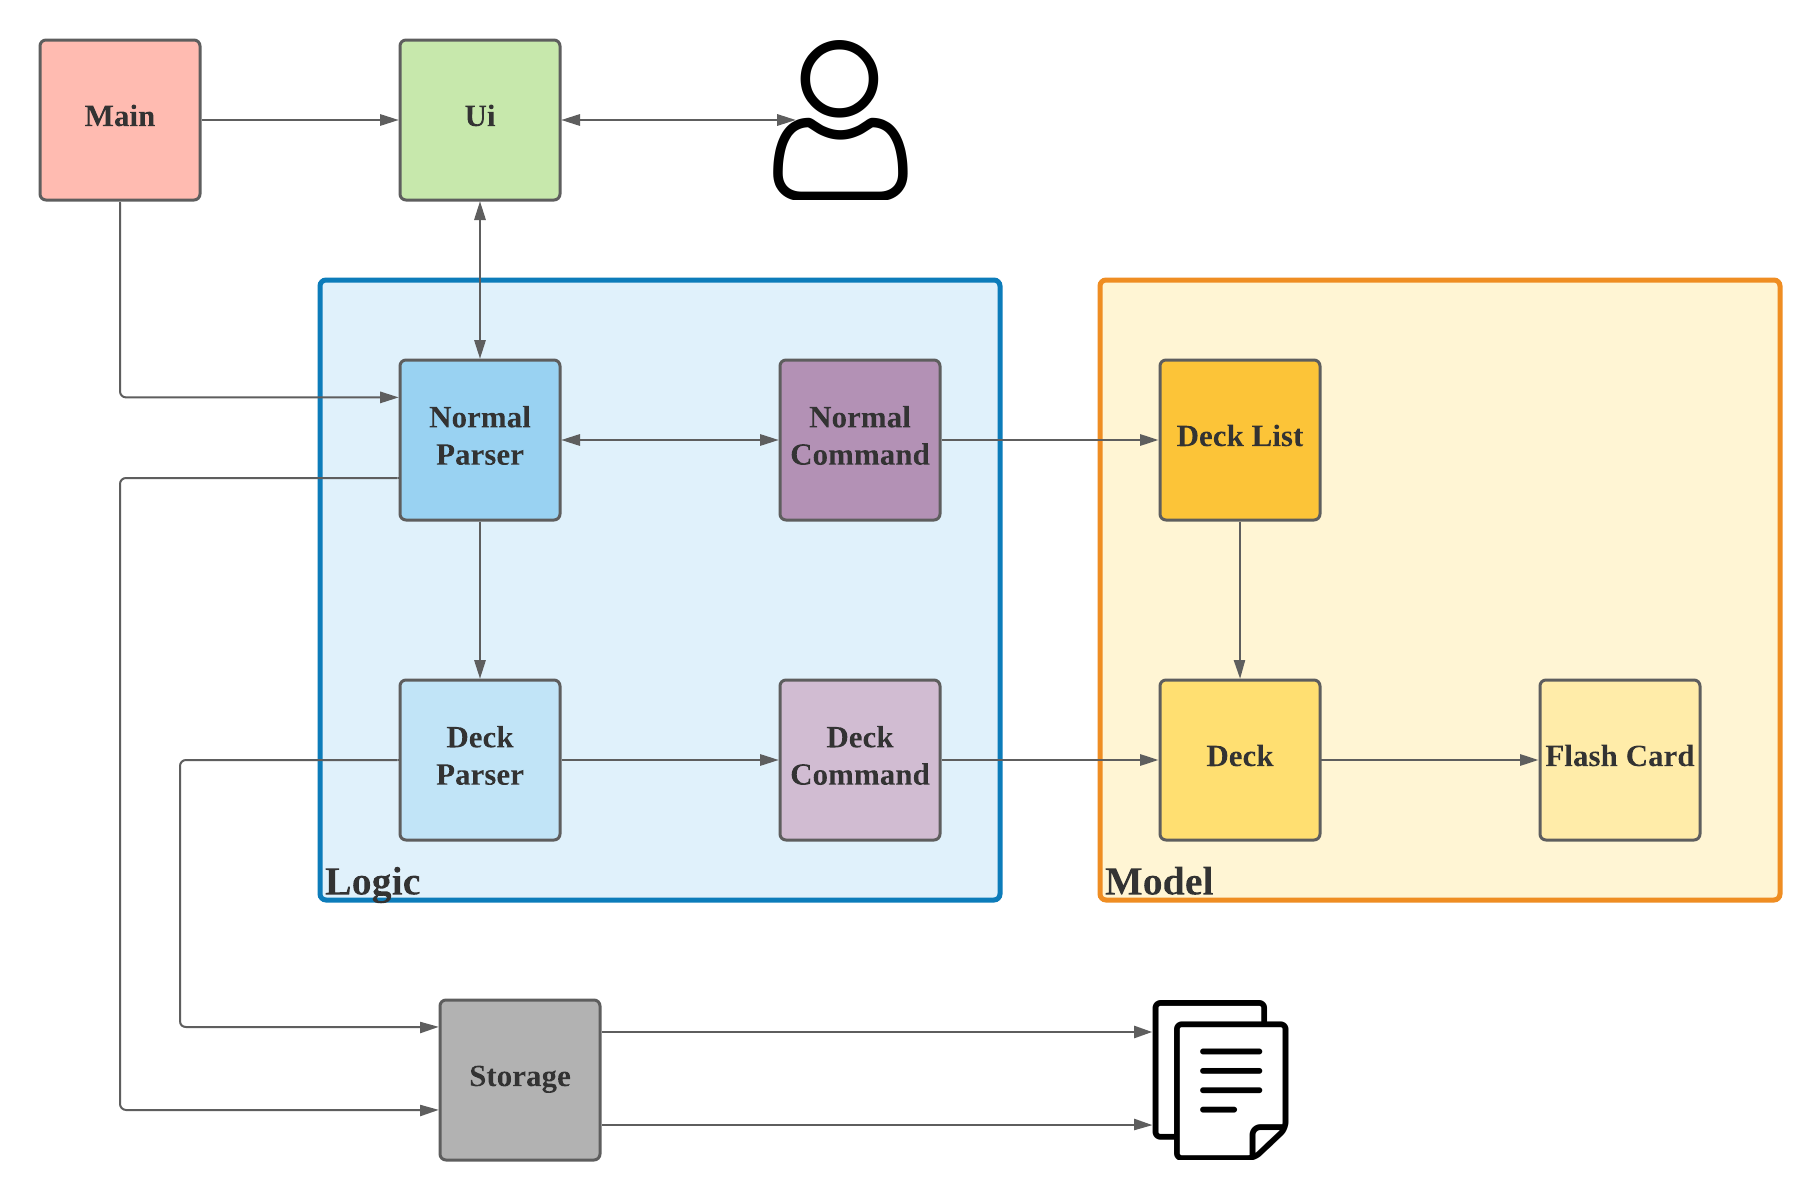 Main
Ui
Normal
Parser
Normal
Command
Deck List
Deck
Parser
Deck
Command
Deck
Flash Card
Logic
Model
Storage